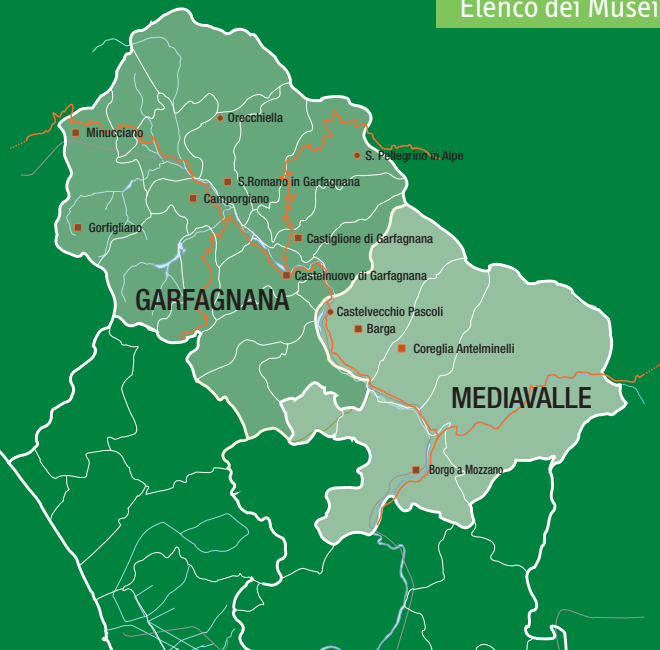 Elenco dei Musei
Orecchiella
Minucciano
S. Pellegrino in Alpe
S.Romano in Garfagnana
Camporgiano
Gorfigliano
Castiglione di Garfagnana
Castelnuovo di Garfagnana
GARFAGNANA
Castelvecchio Pascoli
Barga
Coreglia Antelminelli
MEDIAVALLE
Borgo a Mozzano